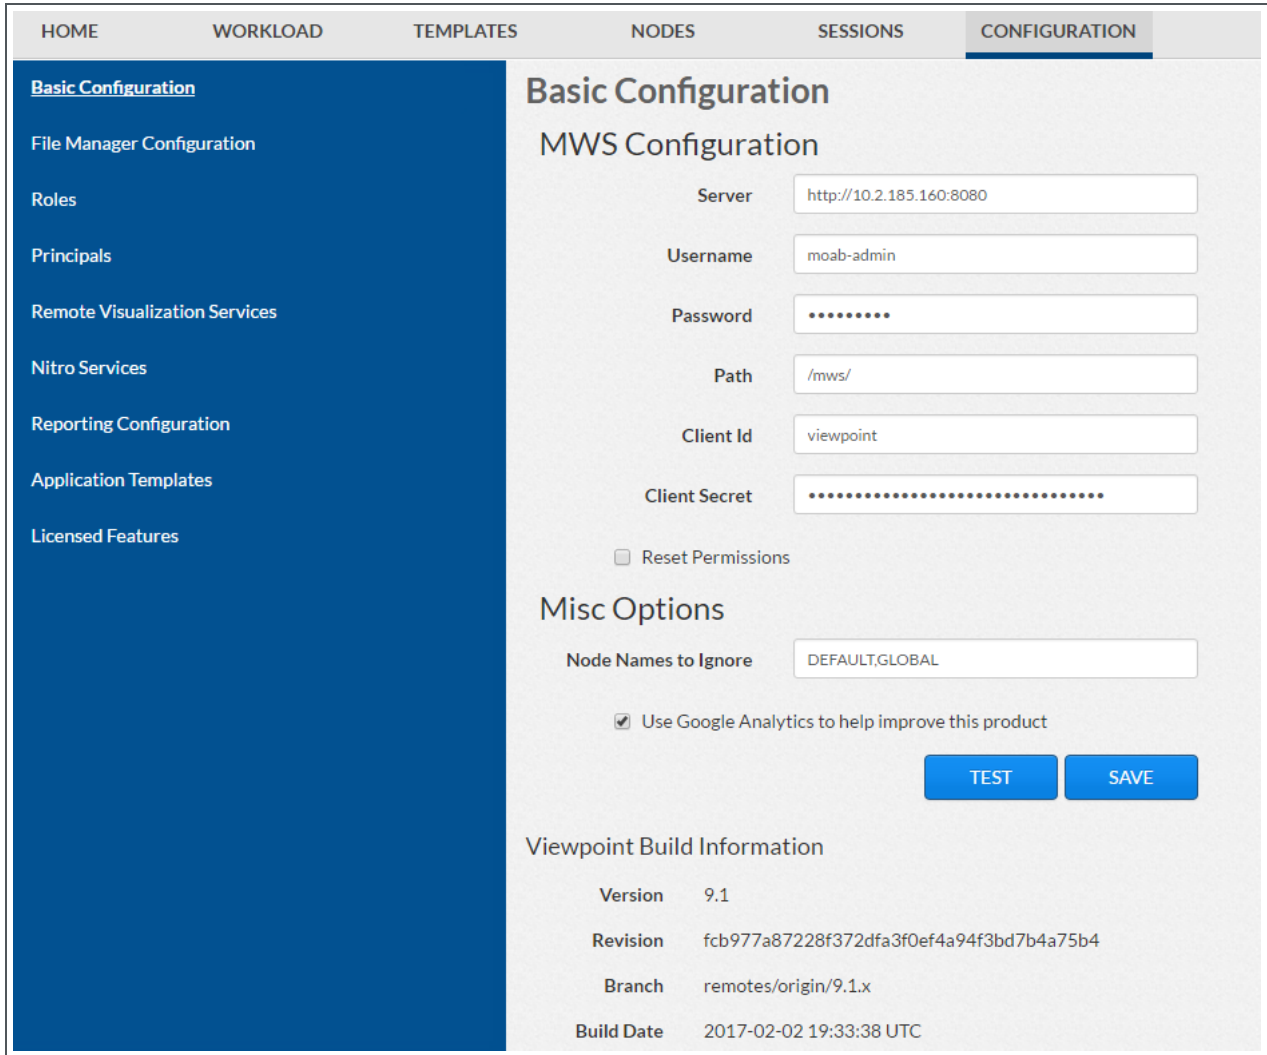 HOME WORKLOAD TEMPLATES NODES SESSIONS CONFIGURATION
Basic Configuration
File Manager Configuration
Roles
Principals
Remote Visualization Services
Nitro Services
Reporting Configuration
Application Templates
Licensed Features
Basic Configuration
MWS Configuration
Server http://10.2.185.160:8080
Username moab-admin
Password •••••••••
Path /mws/
Client Id viewpoint
Client Secret ••••••••••••••••••••••••••••••••
Reset Permissions
Misc Options
Node Names to Ignore DEFAULT,GLOBAL
Use Google Analytics to help improve this product
TEST SAVE
Viewpoint Build Information
Version 9.1
Revision fcb977a87228f372dfa3f0ef4a94f3bd7b4a75b4
Branch remotes/origin/9.1.x
Build Date 2017-02-02 19:33:38 UTC